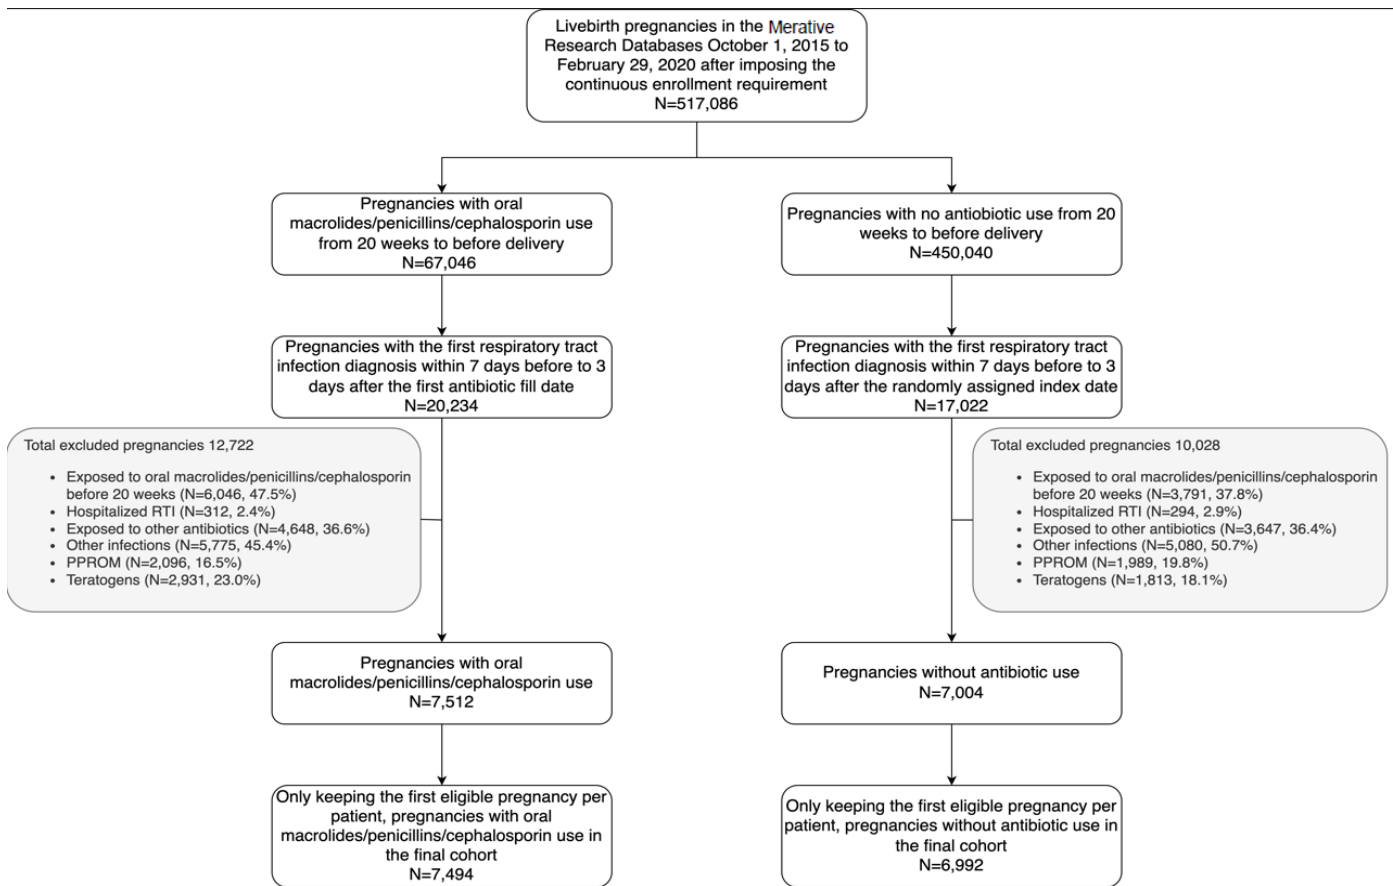 Livebirth pregnancies in the Merative
Research Databases October 1, 2015 to
February 29, 2020 after imposing the
continuous enrollment requirement
N=517,086
Pregnancies with oral
macrolides/penicillins/cephalosporin use
from 20 weeks to before delivery
N=67,046
Pregnancies with no antiobiotic use from 20
weeks to before delivery
N=450,040
Pregnancies with the first respiratory tract
infection diagnosis within 7 days before to 3
days after the first antibiotic fill date
N=20,234
Pregnancies with the first respiratory tract
infection diagnosis within 7 days before to 3
days after the randomly assigned index date
N=17,022
Total excluded pregnancies 12,722
• Exposed to oral macrolides/penicillins/cephalosporin
before 20 weeks (N=6,046, 47.5%)
• Hospitalized RTI (N=312, 2.4%)
• Exposed to other antibiotics (N=4,648, 36.6%)
• Other infections (N=5,775, 45.4%)
• PPROM (N=2,096, 16.5%)
• Teratogens (N=2,931, 23.0%)
Total excluded pregnancies 10,028
• Exposed to oral macrolides/penicillins/cephalosporin
before 20 weeks (N=3,791, 37.8%)
• Hospitalized RTI (N=294, 2.9%)
• Exposed to other antibiotics (N=3,647, 36.4%)
• Other infections (N=5,080, 50.7%)
• PPROM (N=1,989, 19.8%)
• Teratogens (N=1,813, 18.1%)
Pregnancies with oral
macrolides/penicillins/cephalosporin use
N=7,512
Pregnancies without antibiotic use
N=7,004
Only keeping the first eligible pregnancy per
patient, pregnancies with oral
macrolides/penicillins/cephalosporin use in
the final cohort
N=7,494
Only keeping the first eligible pregnancy per
patient, pregnancies without antibiotic use in
the final cohort
N=6,992